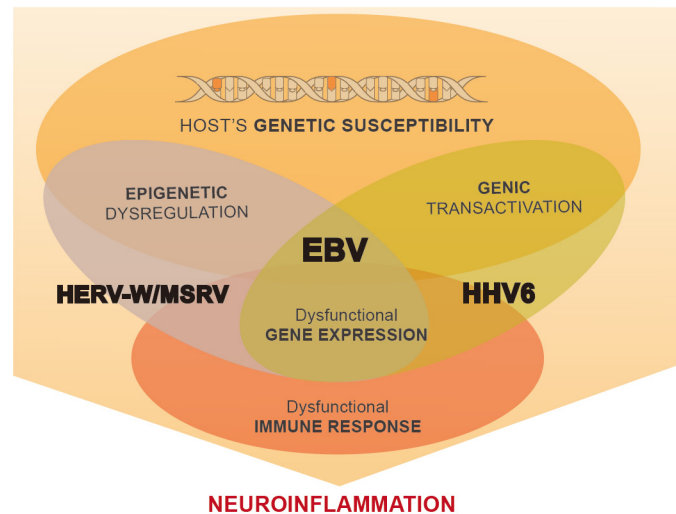 HOST'S GENETIC SUSCEPTIBILITY
EPIGENETIC
DYSREGULATION
GENIC
TRANSACTIVATION
EBV
HERV-W/MSRV
HHV6
Dysfunctional
GENE EXPRESSION
Dysfunctional
IMMUNE RESPONSE
NEUROINFLAMMATION